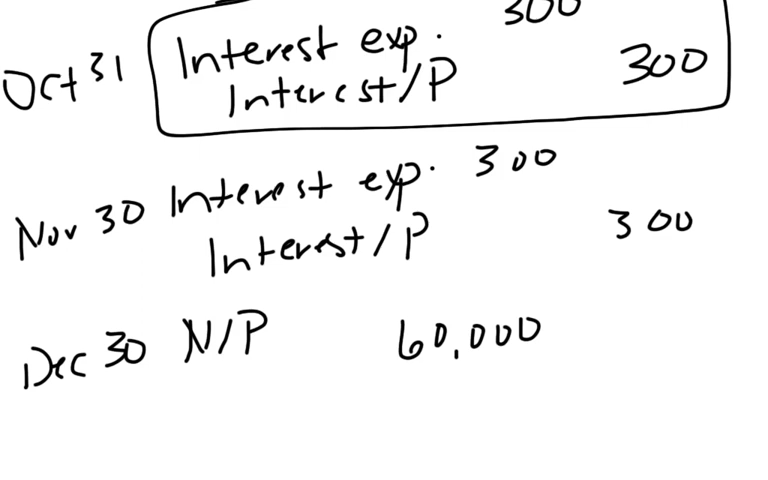 Oct 31 Interest exp. 300
Interest/P 300
Nov 30 Interest exp. 300
Interest/P 300
Dec 30 N/P 60,000